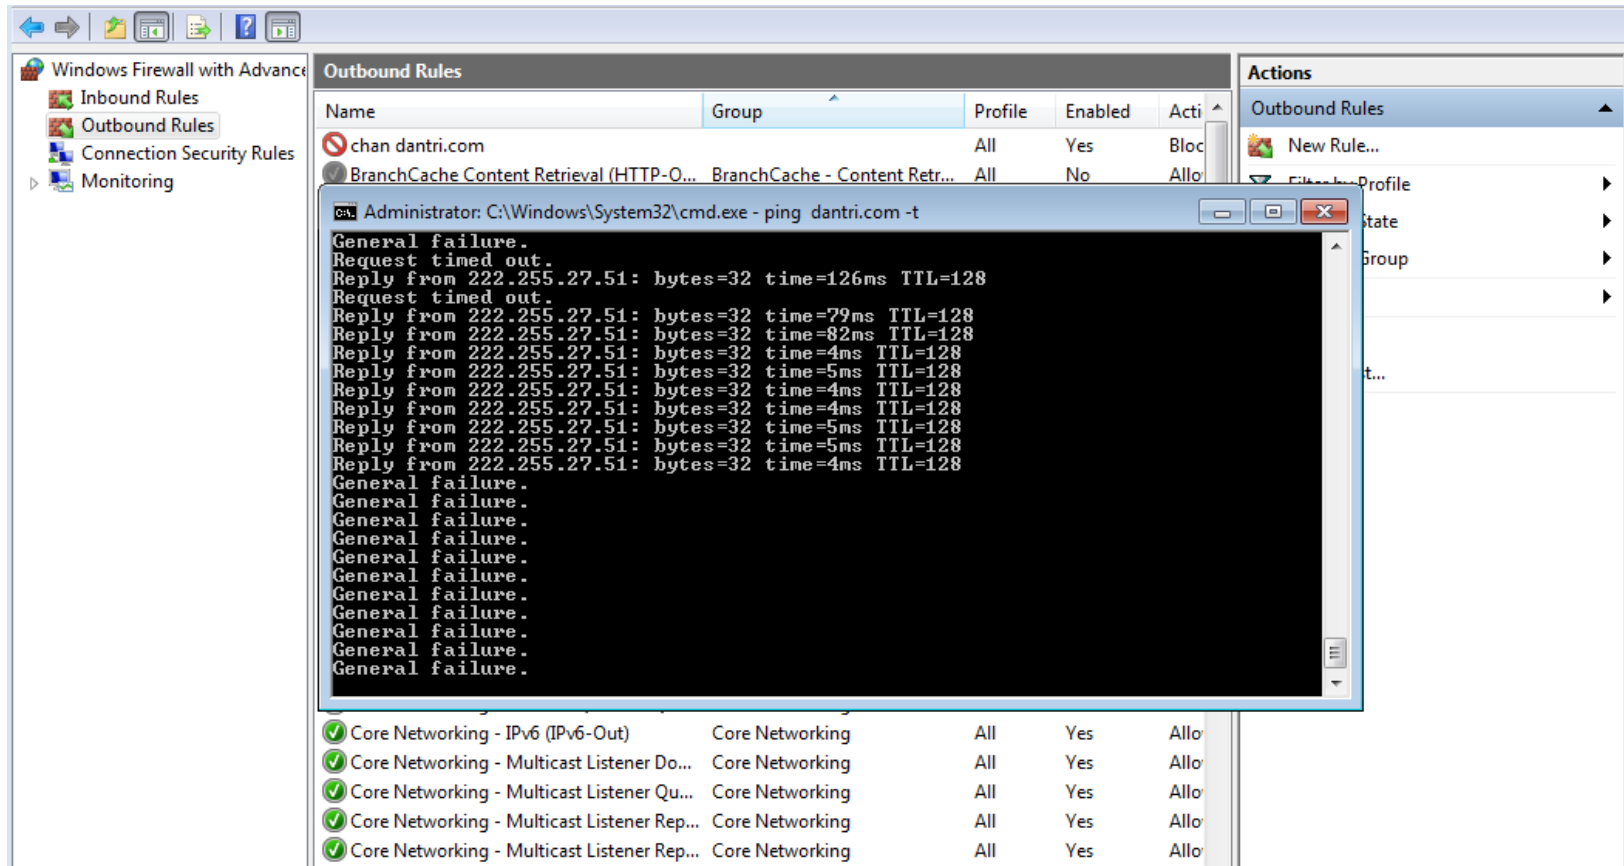 Windows Firewall with Advance
Inbound Rules
Outbound Rules
Connection Security Rules
Monitoring
Outbound Rules
Name Group Profile Enabled Acti
chan dantri.com All Yes Bloc
BranchCache Content Retrieval (HTTP-O... BranchCache - Content Retr... All No Allo
Administrator: C:\Windows\System32\cmd.exe - ping dantri.com -t
General failure.
Request timed out.
Reply from 222.255.27.51: bytes=32 time=126ms TTL=128
Request timed out.
Reply from 222.255.27.51: bytes=32 time=79ms TTL=128
Reply from 222.255.27.51: bytes=32 time=82ms TTL=128
Reply from 222.255.27.51: bytes=32 time=4ms TTL=128
Reply from 222.255.27.51: bytes=32 time=5ms TTL=128
Reply from 222.255.27.51: bytes=32 time=4ms TTL=128
Reply from 222.255.27.51: bytes=32 time=4ms TTL=128
Reply from 222.255.27.51: bytes=32 time=5ms TTL=128
Reply from 222.255.27.51: bytes=32 time=5ms TTL=128
Reply from 222.255.27.51: bytes=32 time=4ms TTL=128
General failure.
General failure.
General failure.
General failure.
General failure.
General failure.
General failure.
General failure.
General failure.
General failure.
General failure.
Core Networking - IPv6 (IPv6-Out) Core Networking All Yes Allo
Core Networking - Multicast Listener Do... Core Networking All Yes Allo
Core Networking - Multicast Listener Qu... Core Networking All Yes Allo
Core Networking - Multicast Listener Rep... Core Networking All Yes Allo
Core Networking - Multicast Listener Rep... Core Networking All Yes Allo
Actions
Outbound Rules
New Rule...
Filter by Profile
State
Group
t...